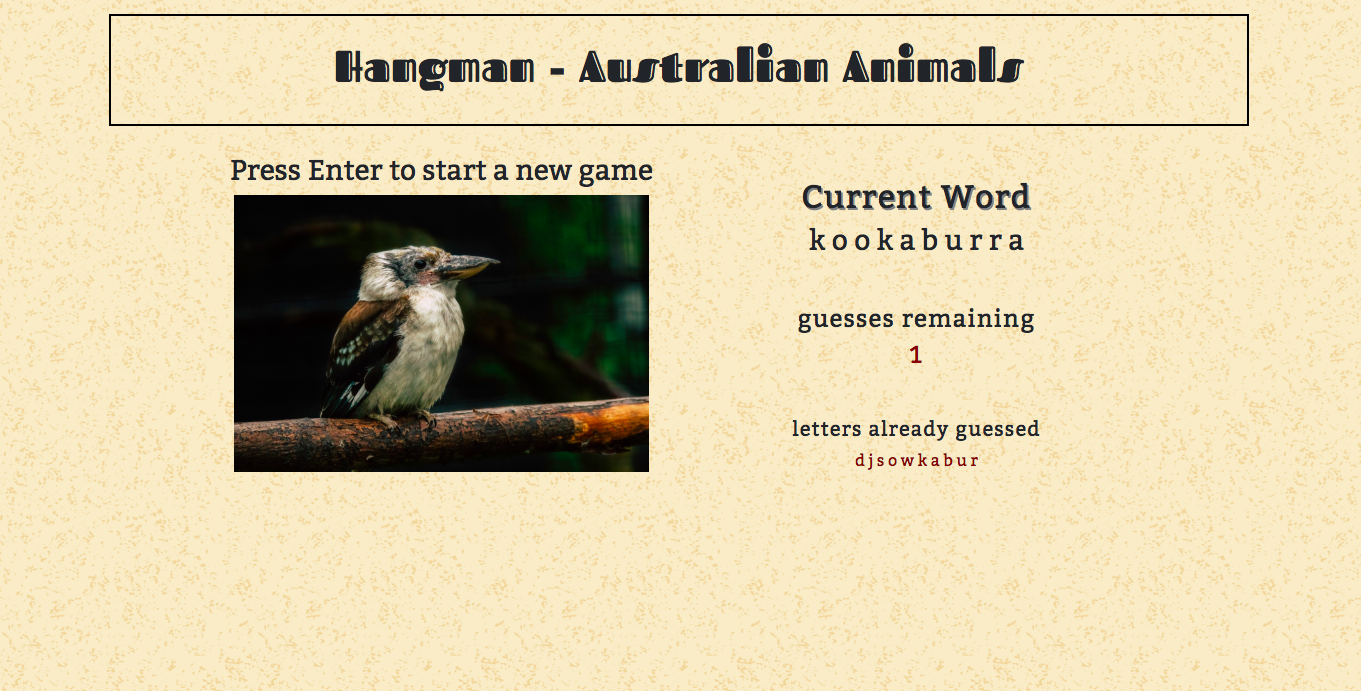 Hangman - Australian Animals
Press Enter to start a new game
Current Word
k o o k a b u r r a
guesses remaining
1
letters already guessed
d j s o w k a b u r